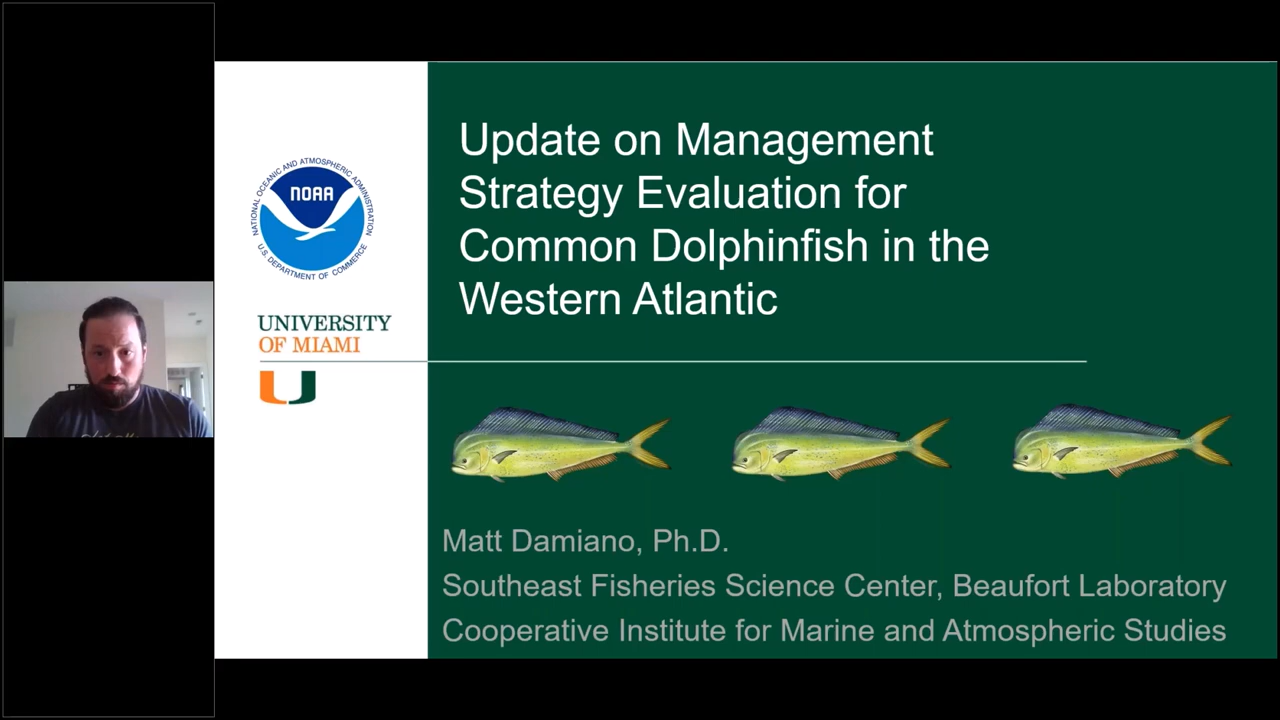 Update on Management
Strategy Evaluation for
Common Dolphinfish in the
Western Atlantic
NATIONAL OCEANIC AND ATMOSPHERIC ADMINISTRATION
NOAA
U.S. DEPARTMENT OF COMMERCE
UNIVERSITY
OF MIAMI
Matt Damiano, Ph.D.
Southeast Fisheries Science Center, Beaufort Laboratory
Cooperative Institute for Marine and Atmospheric Studies